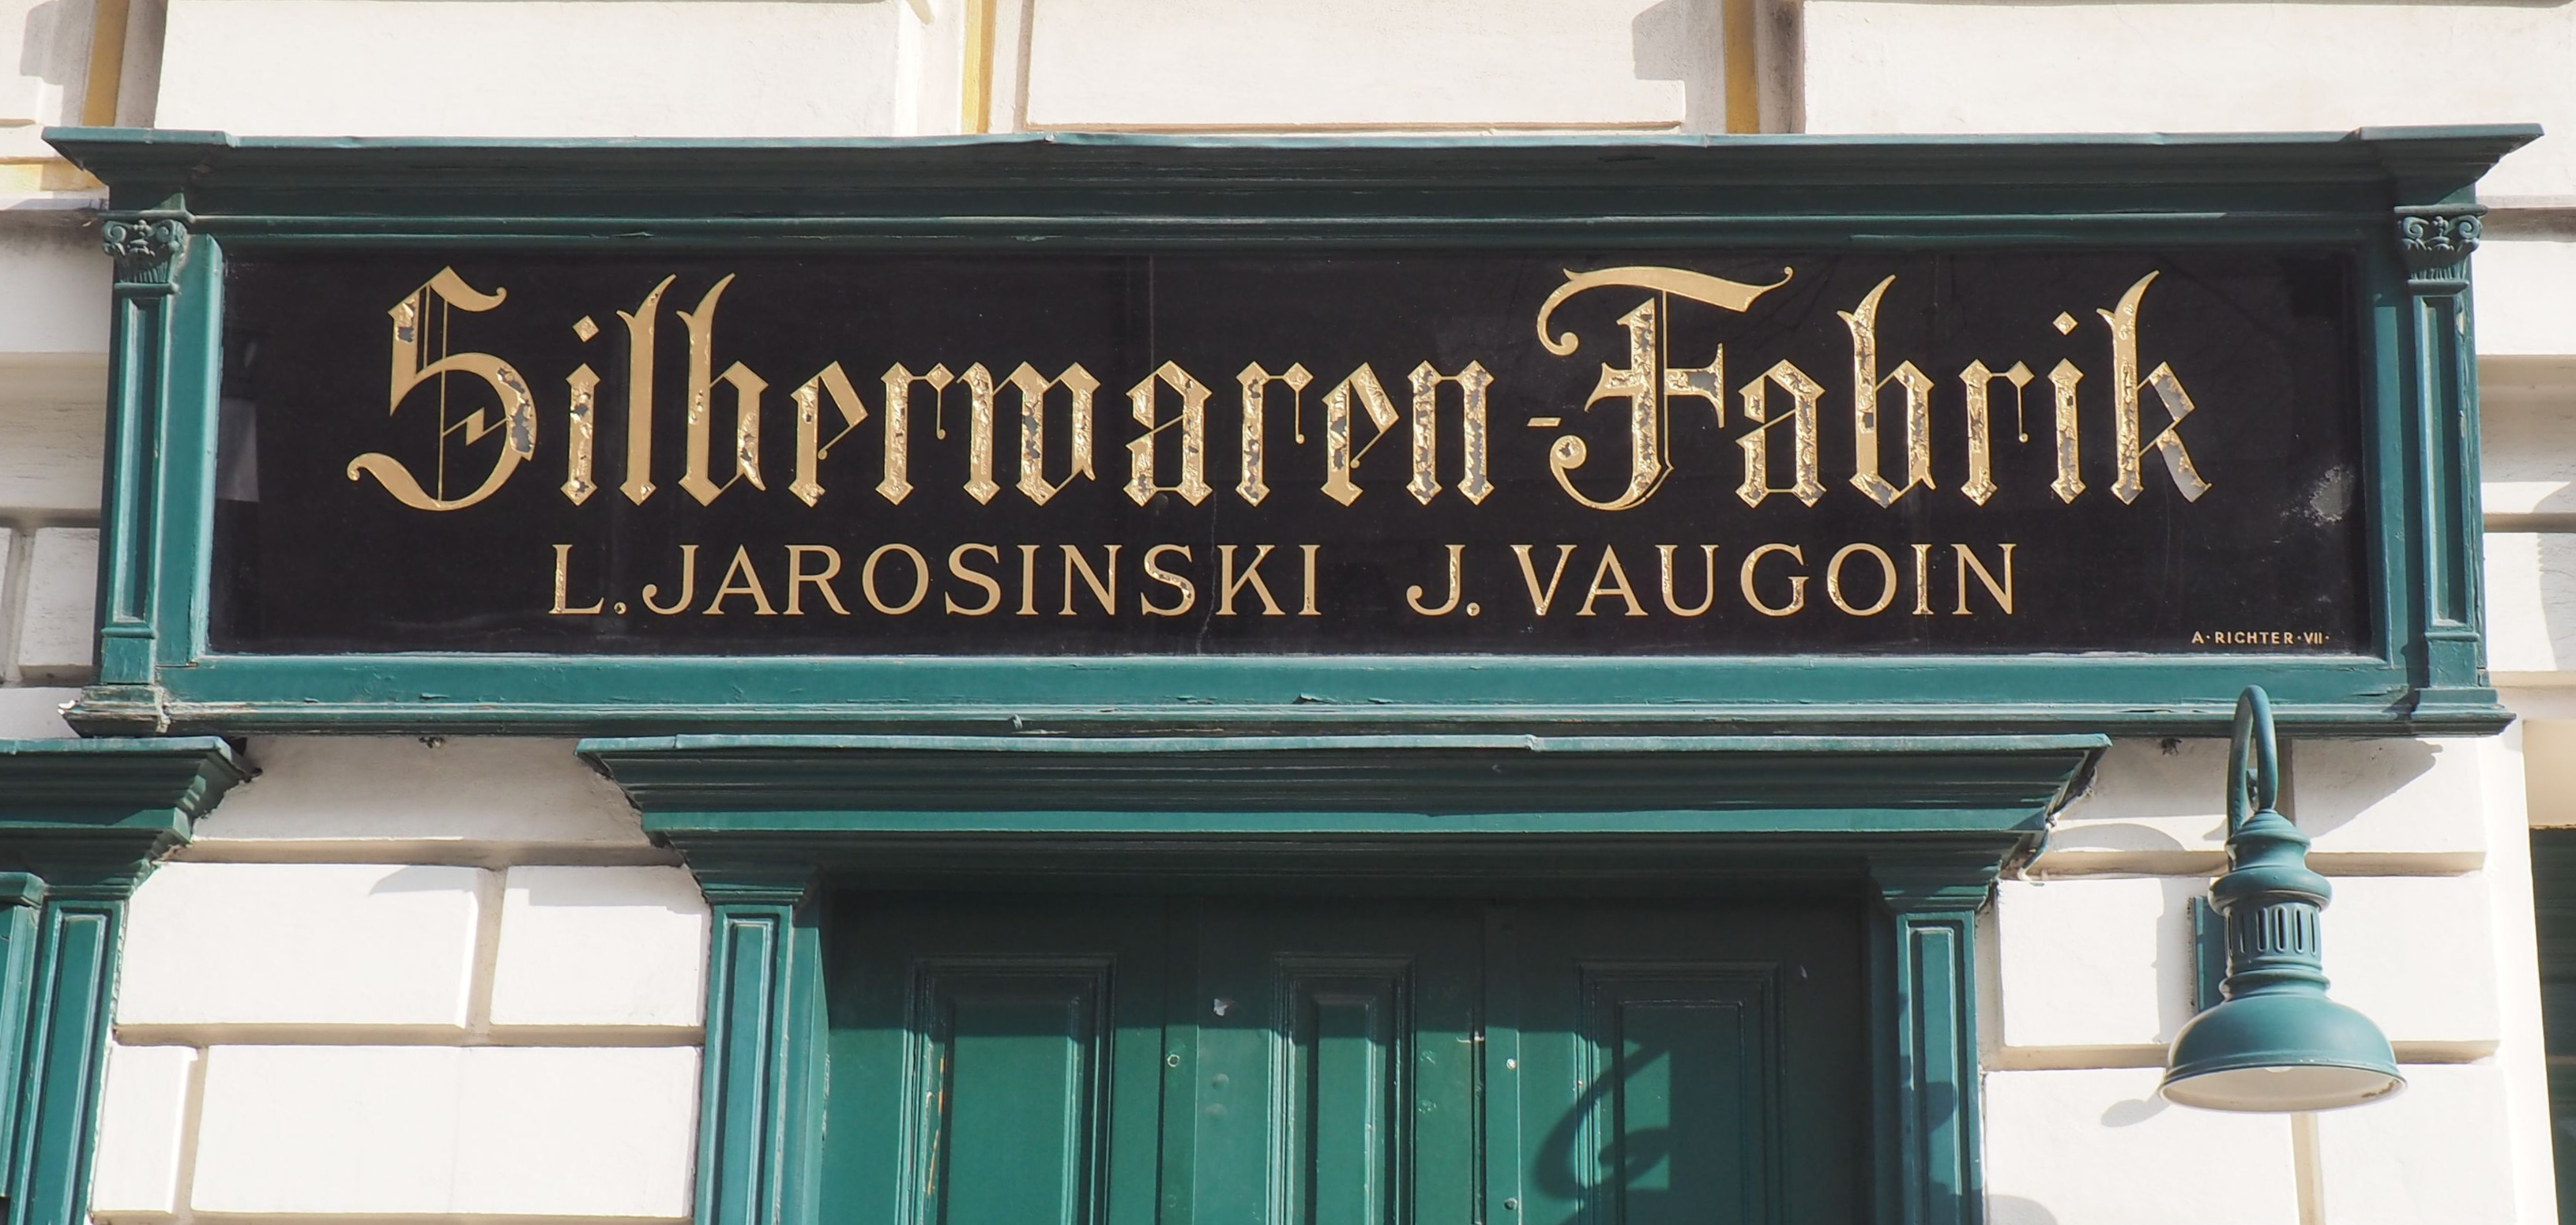 Silberwaren-Fabrik
L. JAROSINSKI J. VAUGOIN
A·RICHTER·VII·